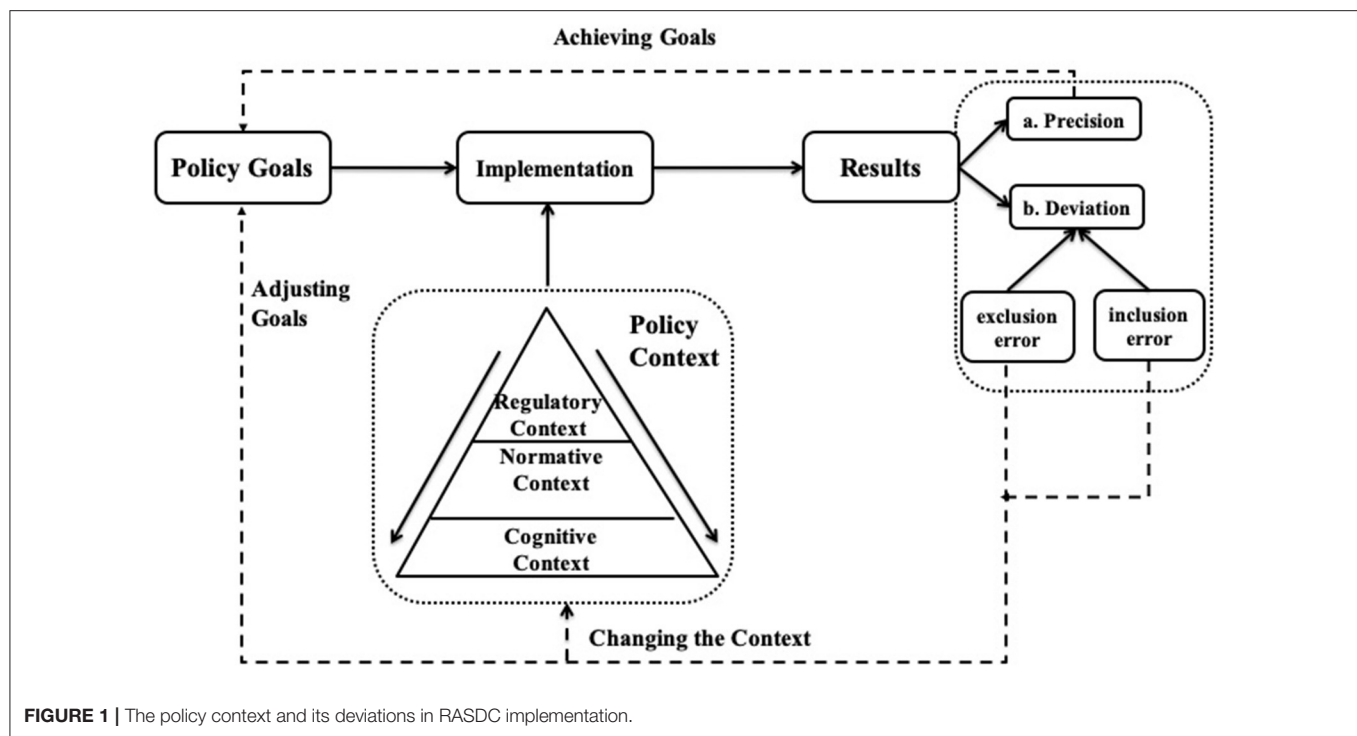 Achieving Goals
a. Precision
Policy Goals
Implementation
Results
b. Deviation
Adjusting
Goals
exclusion
error
inclusion
error
Policy
Context
Regulatory
Context
Normative
Context
Cognitive
Context
Changing the Context
FIGURE 1 | The policy context and its deviations in RASDC implementation.